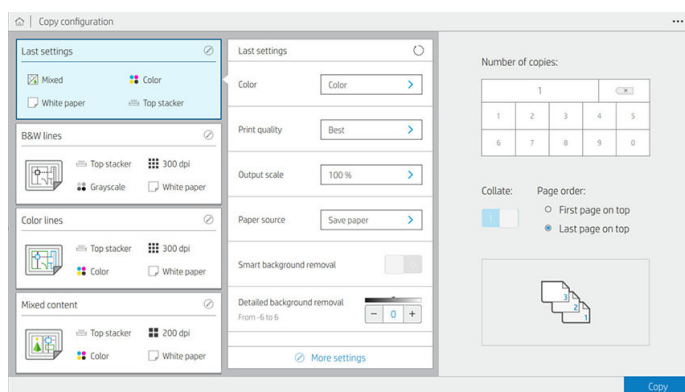 Copy configuration
Last settings
Mixed
Color
White paper
Top stacker
B&W lines
Top stacker
300 dpi
Grayscale
White paper
Color lines
Top stacker
300 dpi
Color
White paper
Mixed content
Top stacker
200 dpi
Color
White paper
Last settings
Color
Color
Print quality
Best
Output scale
100 %
Paper source
Save paper
Smart background removal
Detailed background removal
From -6 to 6
− 0 +
More settings
Number of copies:
1
1 2 3 4 5
6 7 8 9 0
Collate:
Page order:
First page on top
Last page on top
3
2
1
Copy